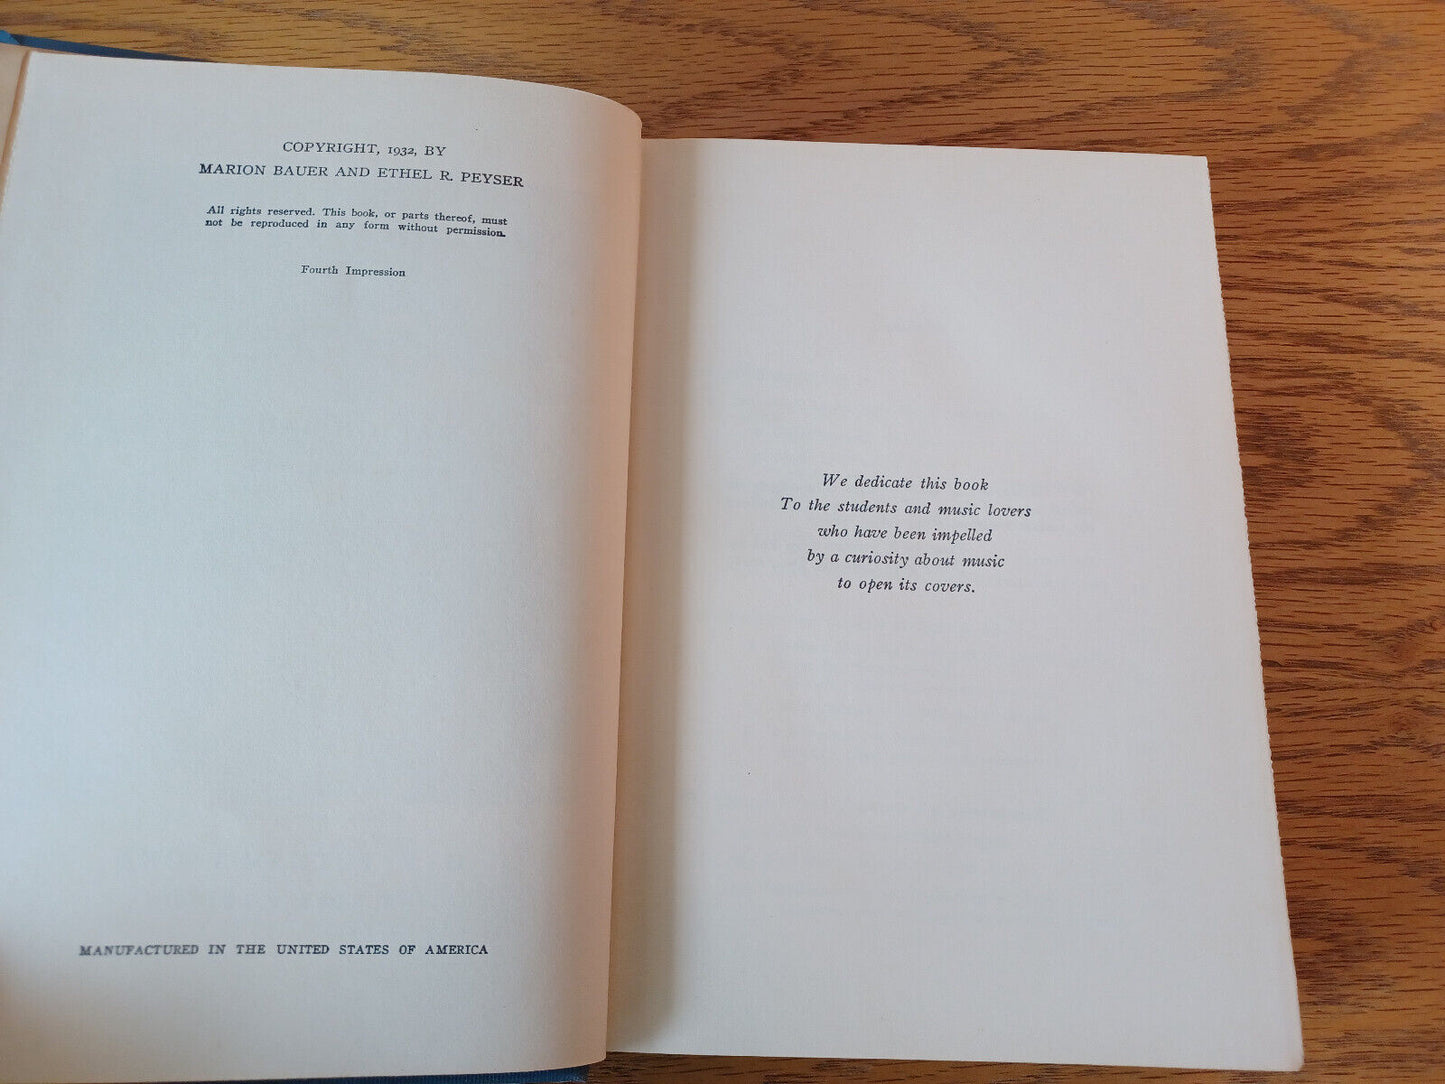 COPYRIGHT, 1932, BY
MARION BAUER AND ETHEL R. PEYSER
All rights reserved. This book, or parts thereof, must
not be reproduced in any form without permission.
Fourth Impression
MANUFACTURED IN THE UNITED STATES OF AMERICA
We dedicate this book
To the students and music lovers
who have been impelled
by a curiosity about music
to open its covers.